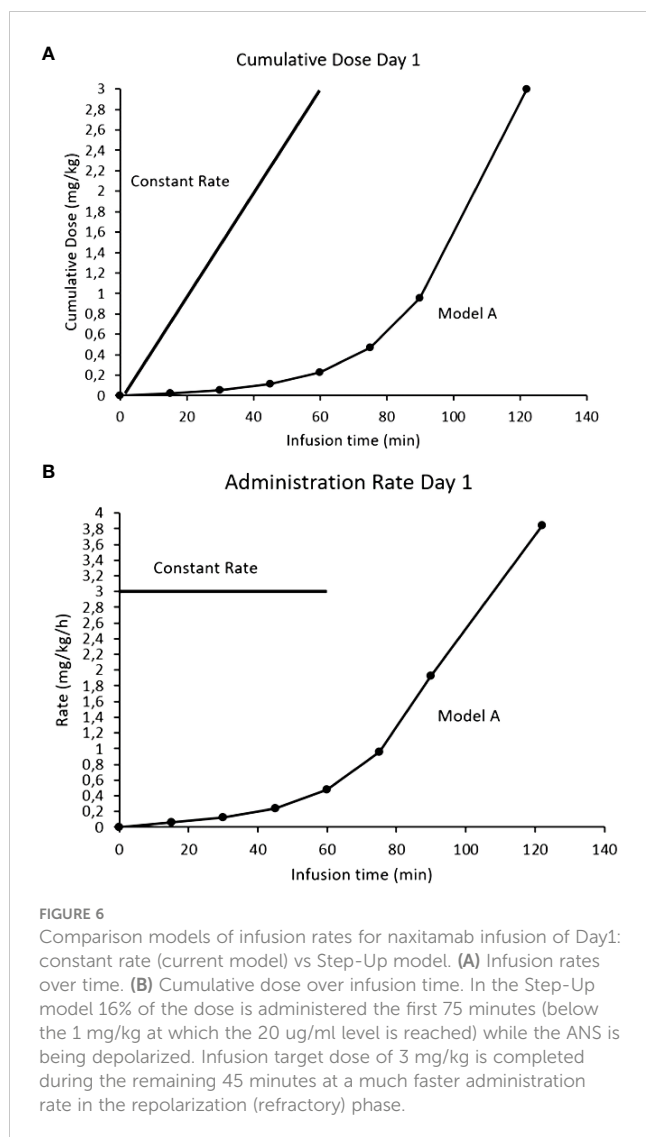 A
Cumulative Dose Day 1
Cumulative Dose (mg/kg)
3
2,8
2,6
2,4
2,2
2
1,8
1,6
1,4
1,2
1
0,8
0,6
0,4
0,2
0
Constant Rate
Model A
0 20 40 60 80 100 120 140
Infusion time (min)
B
Administration Rate Day 1
Rate (mg/kg/h)
4
3,8
3,6
3,4
3,2
3
2,8
2,6
2,4
2,2
2
1,8
1,6
1,4
1,2
1
0,8
0,6
0,4
0,2
0
Constant Rate
Model A
0 20 40 60 80 100 120 140
Infusion time (min)
FIGURE 6
Comparison models of infusion rates for naxitamab infusion of Day1:
constant rate (current model) vs Step-Up model. (A) Infusion rates
over time. (B) Cumulative dose over infusion time. In the Step-Up
model 16% of the dose is administered the first 75 minutes (below
the 1 mg/kg at which the 20 ug/ml level is reached) while the ANS is
being depolarized. Infusion target dose of 3 mg/kg is completed
during the remaining 45 minutes at a much faster administration
rate in the repolarization (refractory) phase.